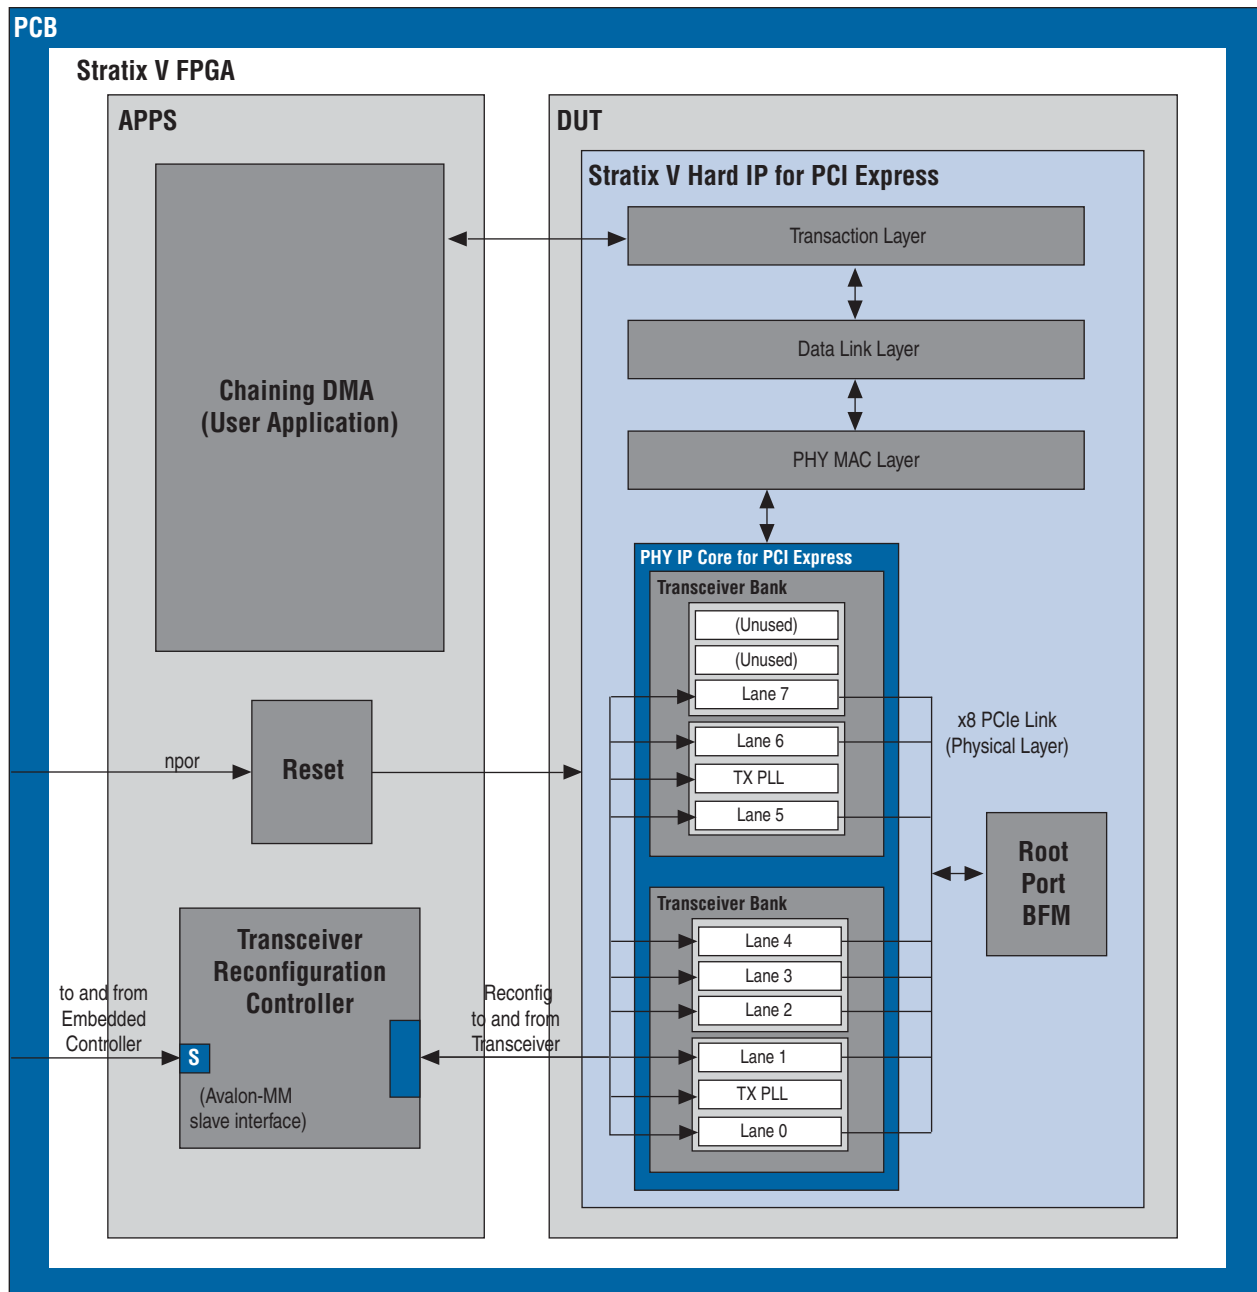 PCB
Stratix V FPGA
APPS
Chaining DMA
(User Application)
npor
Reset
Transceiver
Reconfiguration
Controller
to and from
Embedded
Controller
S
(Avalon-MM
slave interface)
Reconfig
to and from
Transceiver
DUT
Stratix V Hard IP for PCI Express
Transaction Layer
Data Link Layer
PHY MAC Layer
PHY IP Core for PCI Express
Transceiver Bank
(Unused)
(Unused)
Lane 7
Lane 6
TX PLL
Lane 5
Transceiver Bank
Lane 4
Lane 3
Lane 2
Lane 1
TX PLL
Lane 0
x8 PCIe Link
(Physical Layer)
Root
Port
BFM